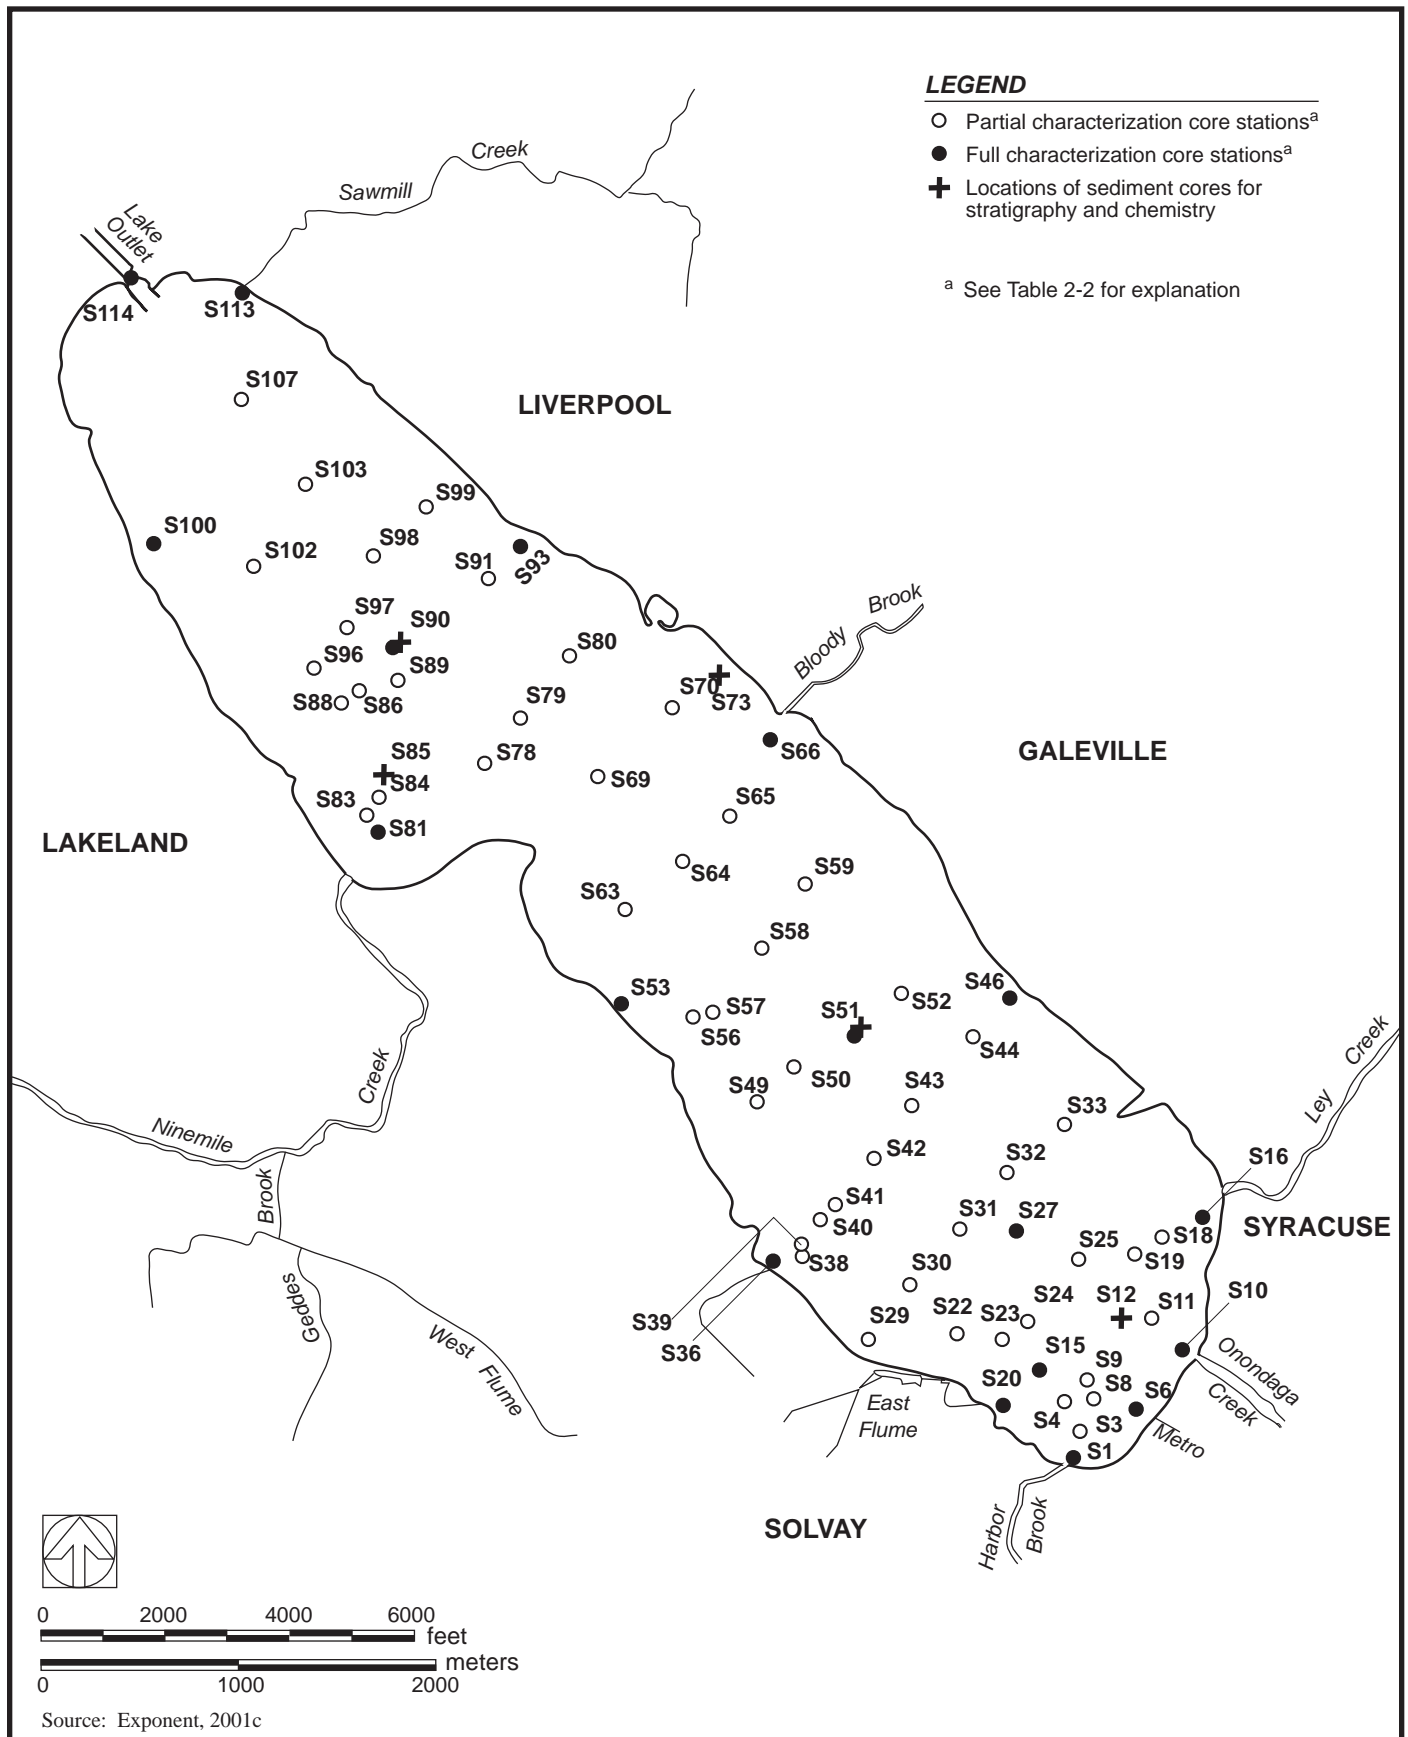 LEGEND
Partial characterization core stationsa
Full characterization core stationsa
Locations of sediment cores for
stratigraphy and chemistry
a See Table 2-2 for explanation
Creek
Sawmill
Lake
Outlet
S114
S113
S107
LIVERPOOL
S103
S99
S100
S102
S98
S91
S93
S97
S90
S96
S89
S88
S86
S80
Bloody
Brook
S70
S73
S79
S66
GALEVILLE
S85
S84
S83
S81
S78
S69
S65
LAKELAND
S64
S59
S63
S58
S53
S57
S56
S51
S52
S46
S44
S50
S49
S43
S33
Ley
Creek
Creek
Ninemile
Brook
S42
S32
S16
S41
S40
S31
S27
S25
S18
S19
SYRACUSE
S38
S30
S39
S36
S29
S22
S23
S24
S12
S11
S10
Geddes
West
Flume
S15
S9
S8
S6
S20
S4
S3
S1
Onondaga
Creek
Metro
East
Flume
SOLVAY
Harbor
Brook
0 2000 4000 6000
feet
meters
0 1000 2000
Source: Exponent, 2001c